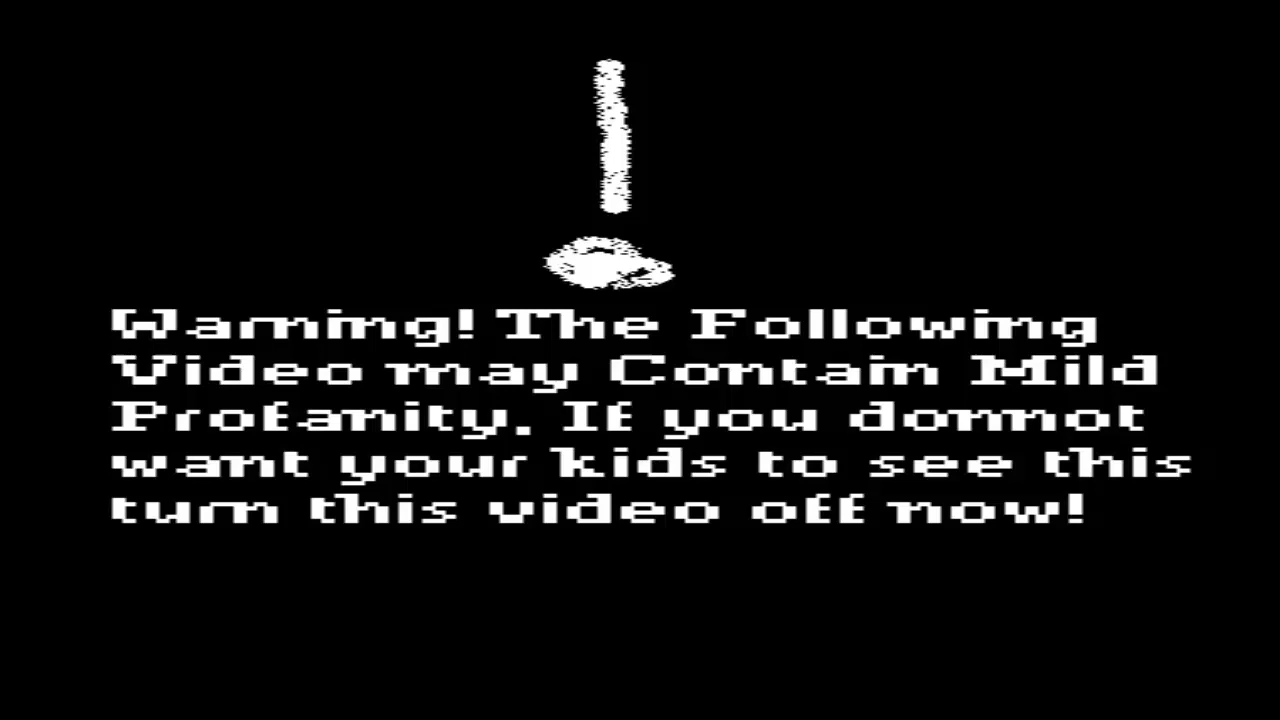 Warning! The Following
Video may Contain Mild
Profanity. If you donnot
want your kids to see this
turn this video off now!